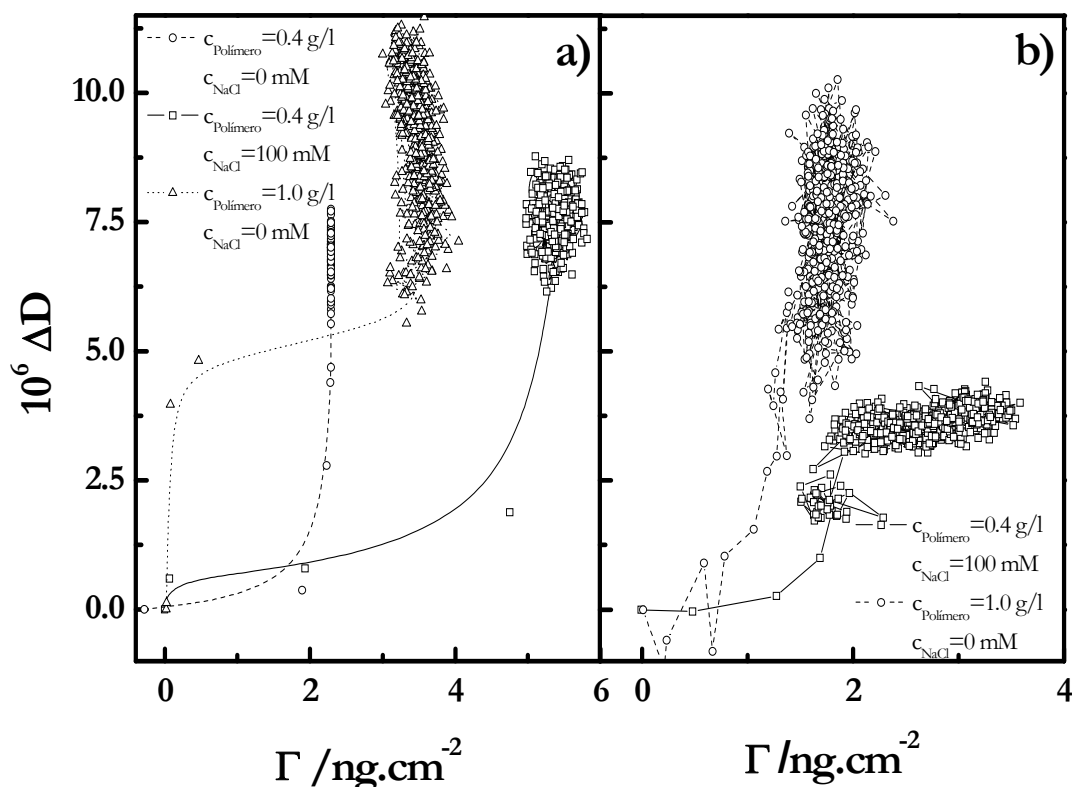 a)
c_Polímero=0.4 g/l
c_NaCl=0 mM
c_Polímero=0.4 g/l
c_NaCl=100 mM
c_Polímero=1.0 g/l
c_NaCl=0 mM
b)
c_Polímero=0.4 g/l
c_NaCl=100 mM
c_Polímero=1.0 g/l
c_NaCl=0 mM
10⁶ ΔD
10.0
7.5
5.0
2.5
0.0
0 2 4 6
0 2 4
Γ /ng.cm⁻²
Γ /ng.cm⁻²